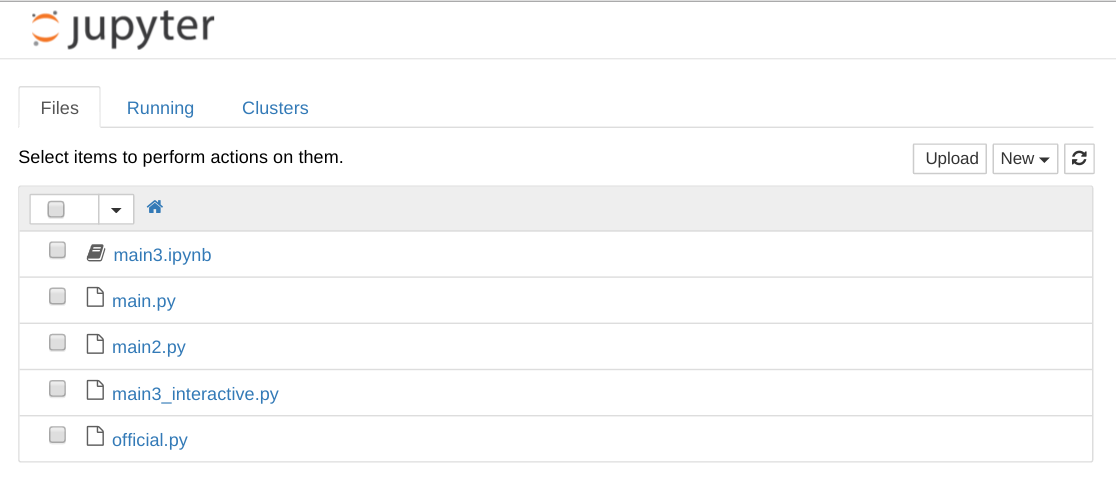 jupyter
Files Running Clusters
Select items to perform actions on them. Upload New
main3.ipynb
main.py
main2.py
main3_interactive.py
official.py